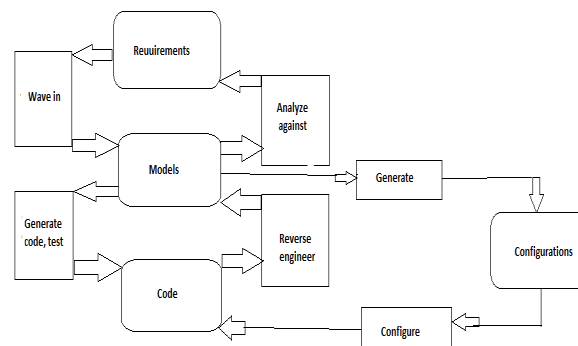 Reuuirements
Wave in
Analyze
against
Models
Generate
Generate
code, test
Reverse
engineer
Configurations
Code
Configure